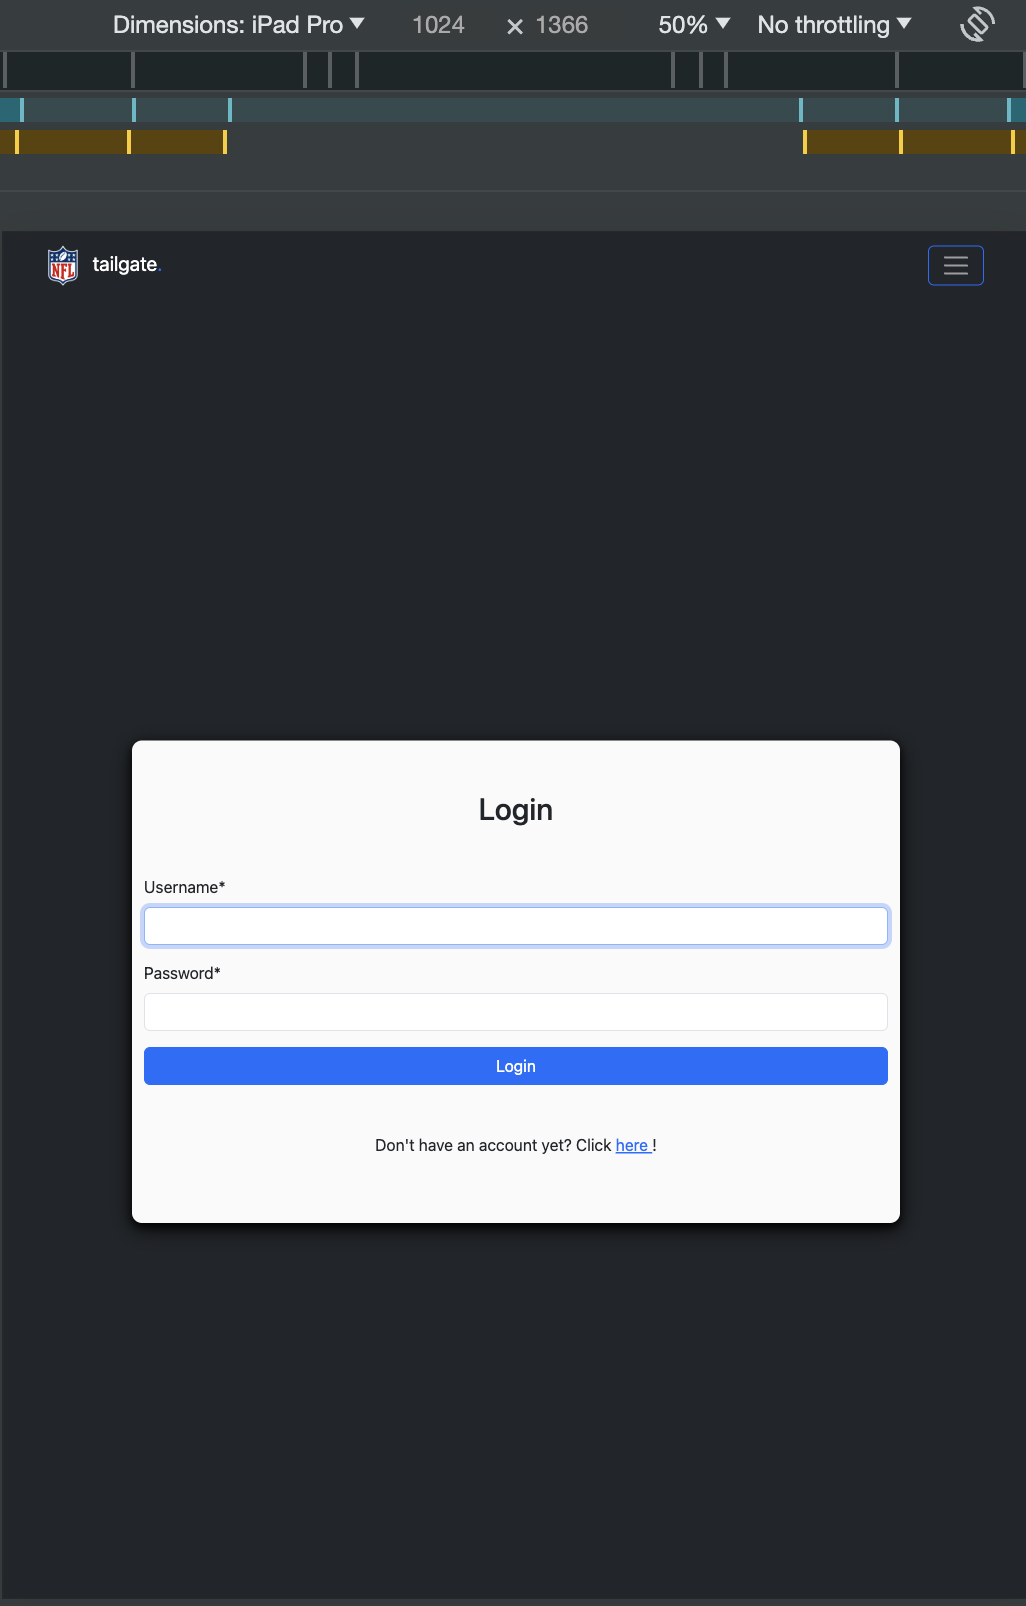 Dimensions: iPad Pro 1024 × 1366 50% No throttling
NFL tailgate.
Login
Username*
Password*
Login
Don't have an account yet? Click here !